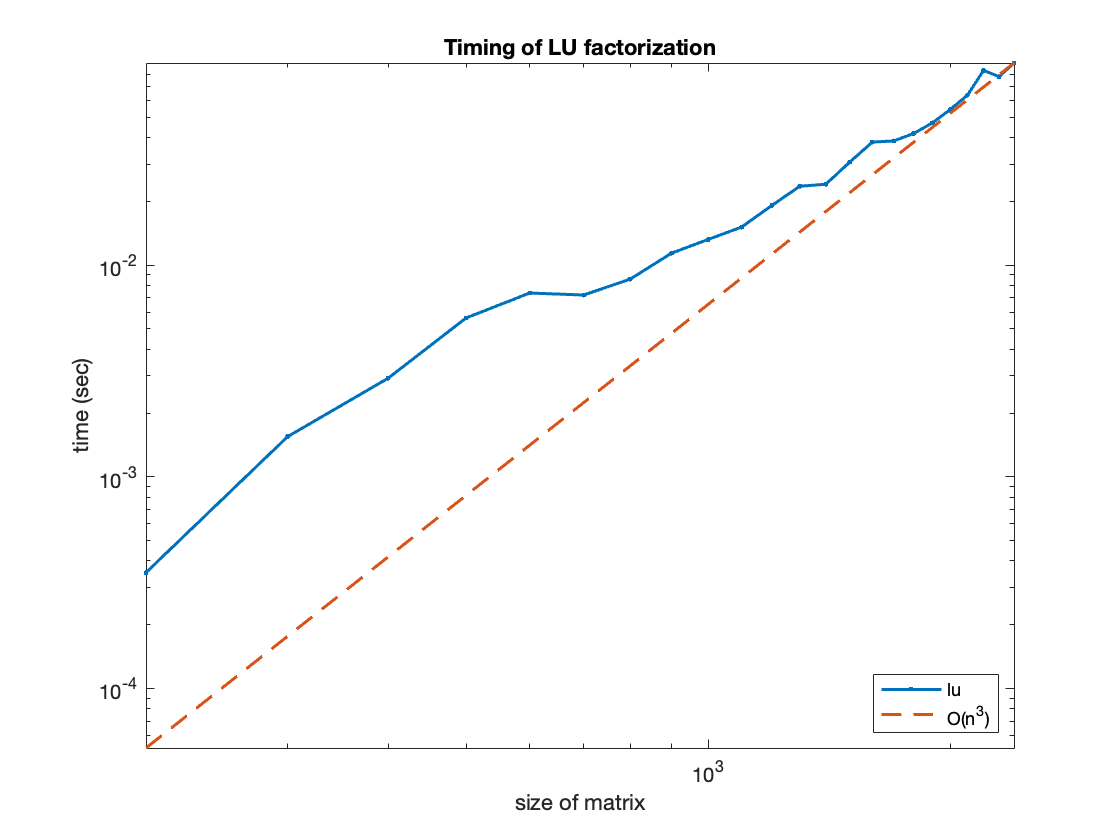 Timing of LU factorization
time (sec)
10^-2
10^-3
10^-4
10^3
size of matrix
lu
O(n^3)